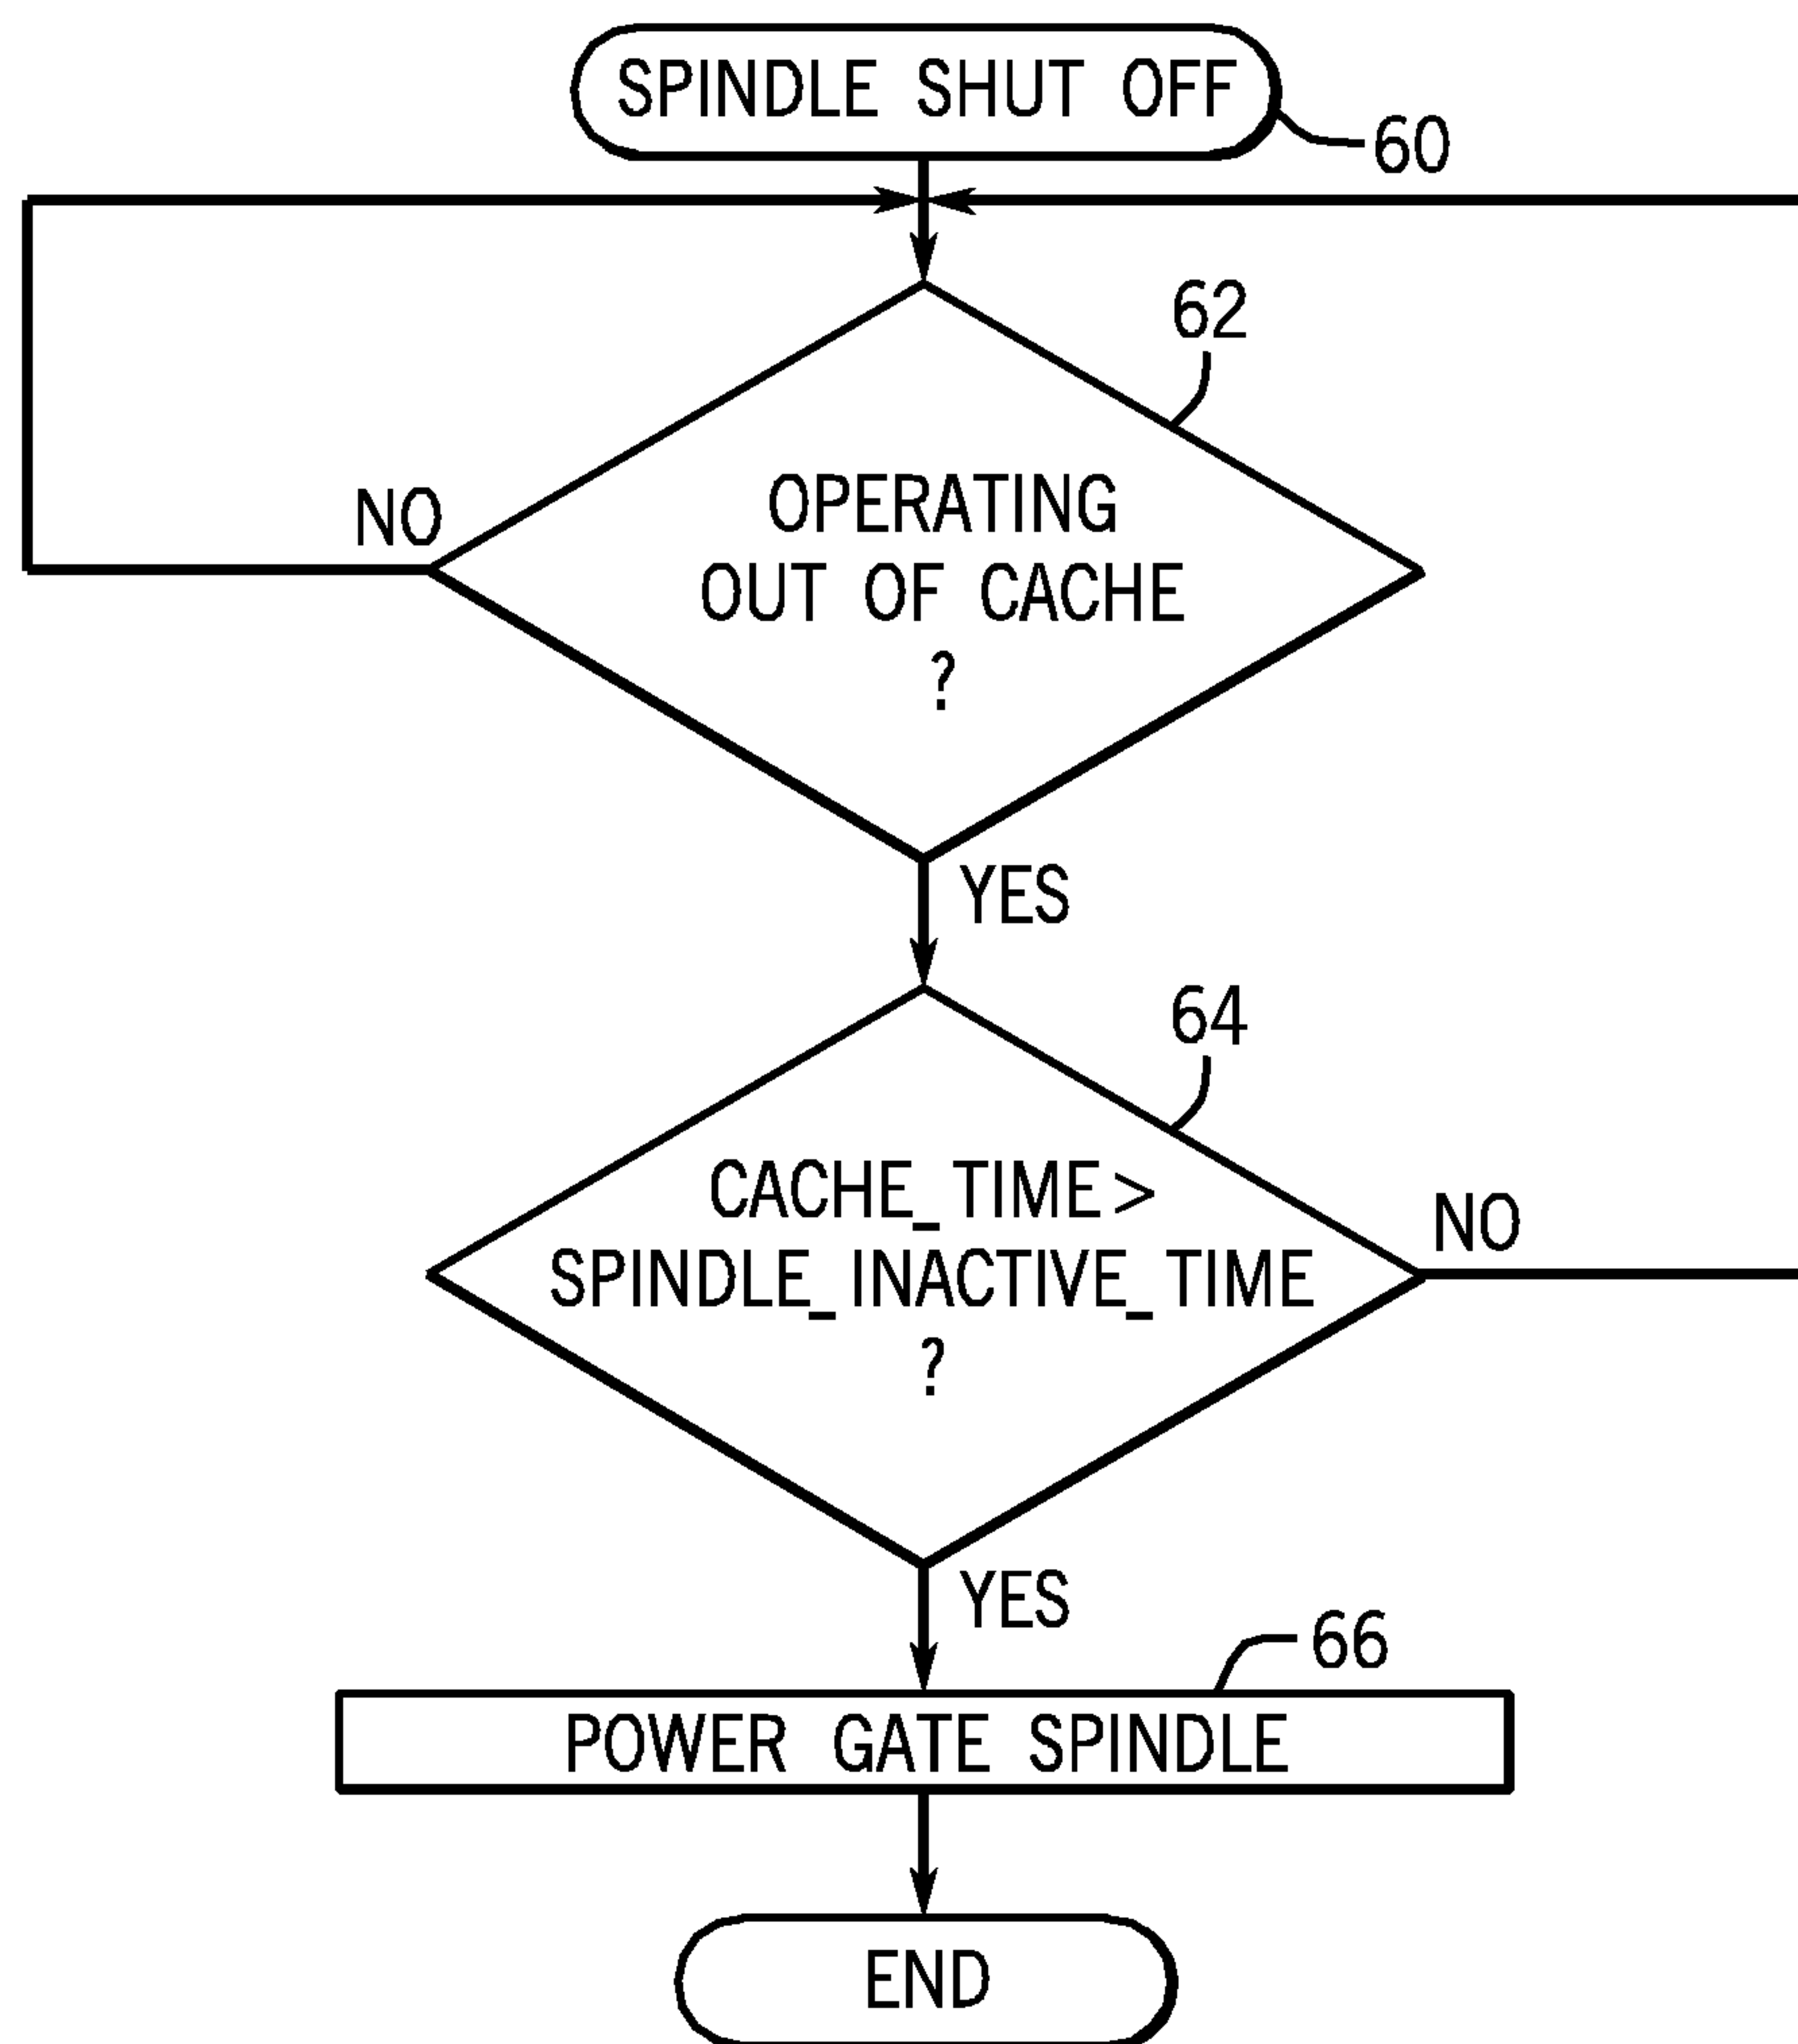 SPINDLE SHUT OFF
60
62
OPERATING
OUT OF CACHE
?
NO
YES
64
CACHE_TIME >
SPINDLE_INACTIVE_TIME
?
NO
YES
66
POWER GATE SPINDLE
END